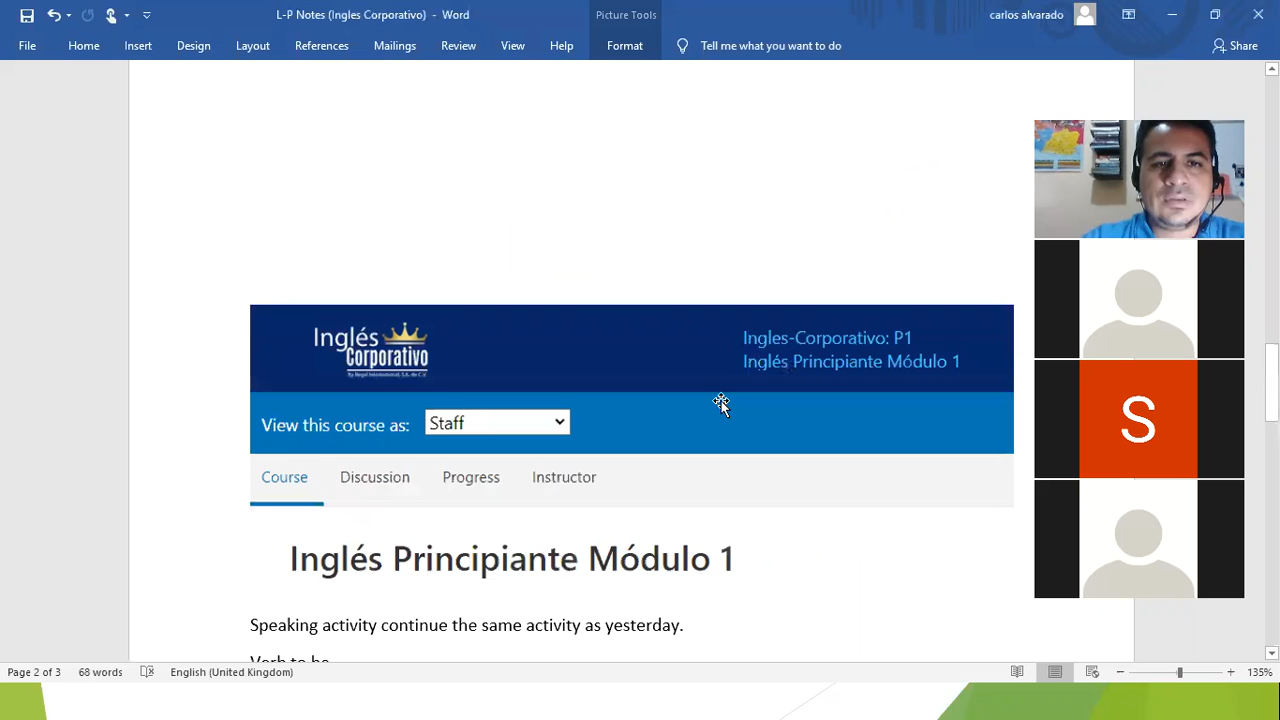 L-P Notes (Ingles Corporativo) - Word
Picture Tools
carlos alvarado
File Home Insert Design Layout References Mailings Review View Help Format Tell me what you want to do Share
Inglés
Corporativo
Ingles-Corporativo: P1
Inglés Principiante Módulo 1
View this course as: Staff
Course Discussion Progress Instructor
Inglés Principiante Módulo 1
Speaking activity continue the same activity as yesterday.
Verb to be
S
Page 2 of 3 68 words English (United Kingdom) 135%